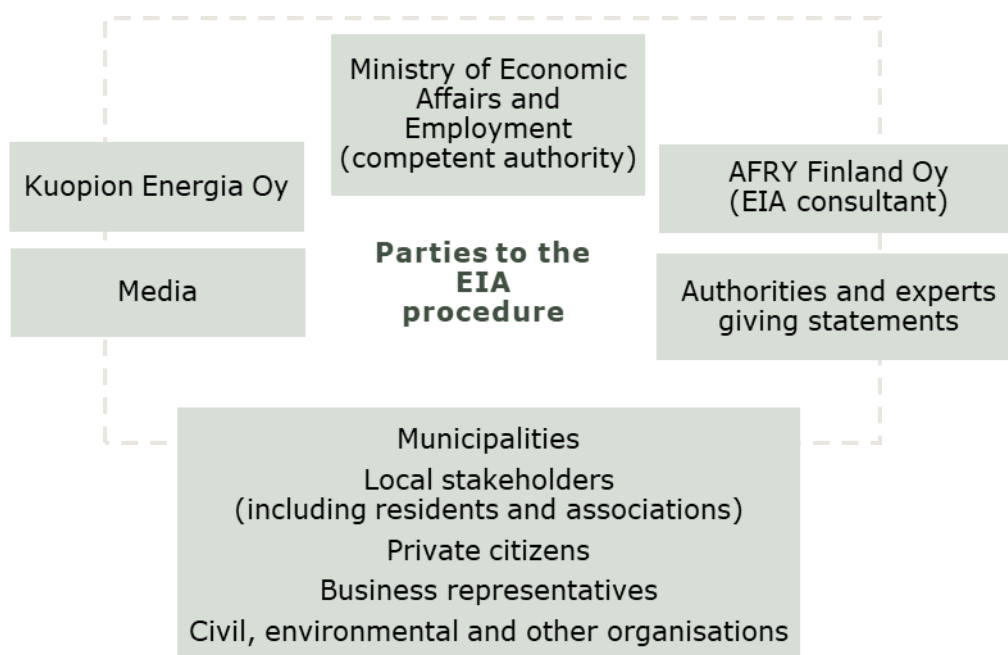 Ministry of Economic
Affairs and
Employment
(competent authority)
Kuopion Energia Oy
AFRY Finland Oy
(EIA consultant)
Parties to the
EIA
procedure
Media
Authorities and experts
giving statements
Municipalities
Local stakeholders
(including residents and associations)
Private citizens
Business representatives
Civil, environmental and other organisations